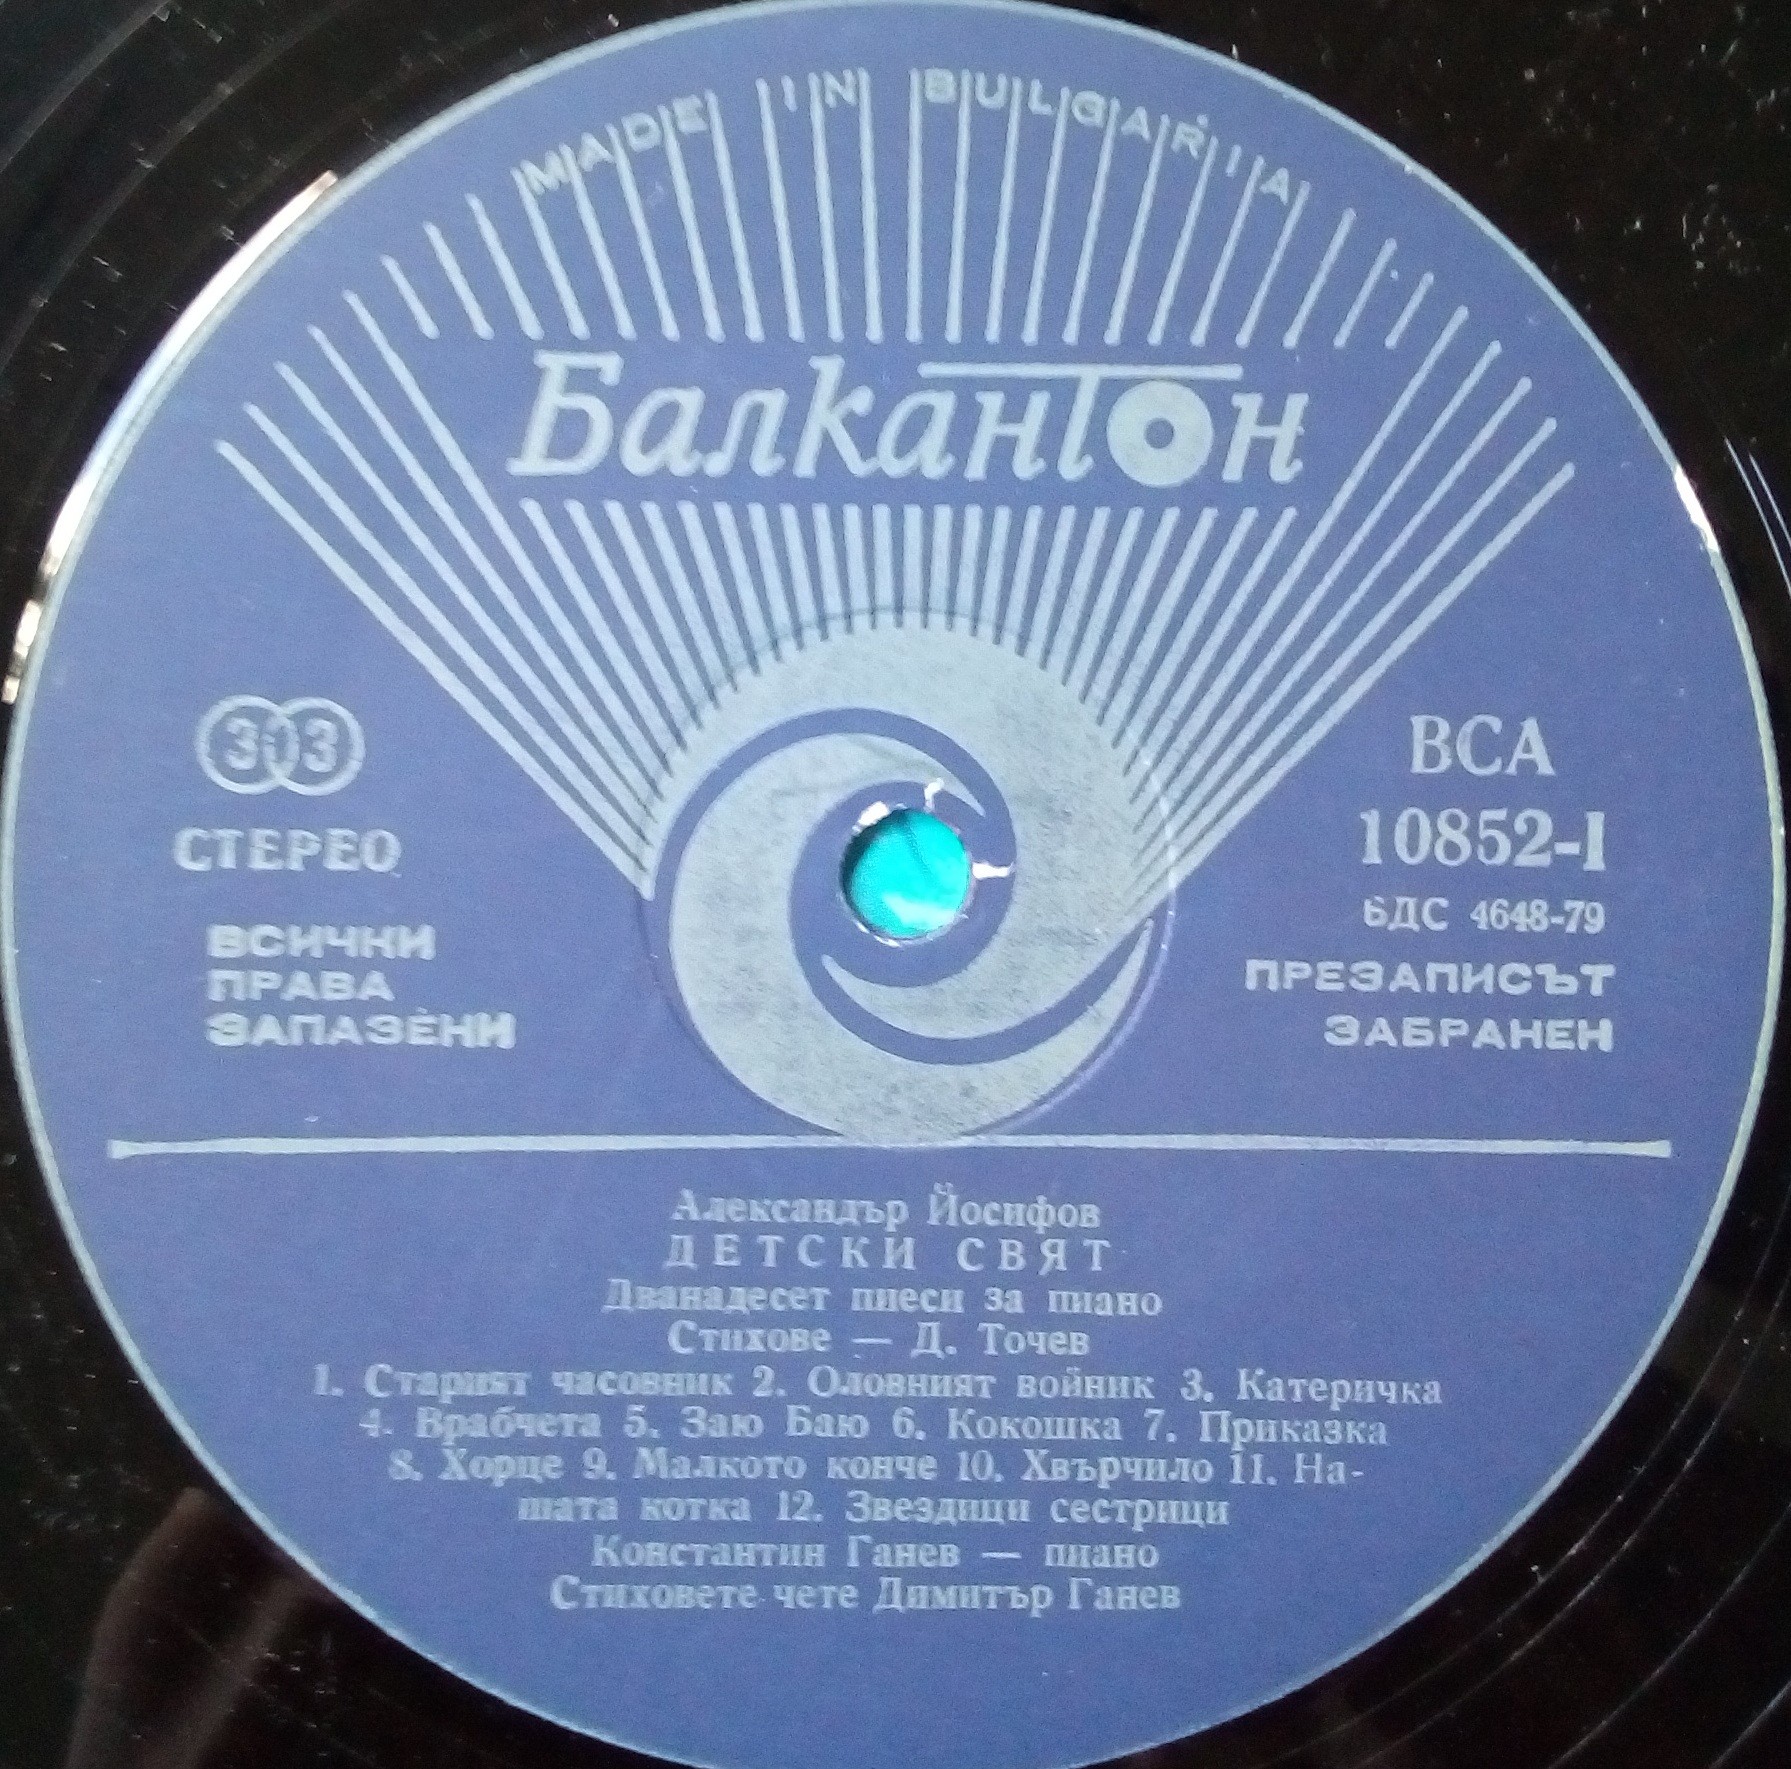 MADE IN BULGARIA
Балкантон
33
СТЕРЕО
ВСИЧКИ
ПРАВА
ЗАПАЗЕНИ
ВСА
10852-I
БДС 4648-79
ПРЕЗАПИСЪТ
ЗАБРАНЕН
Александър Йосифов
ДЕТСКИ СВЯТ
Дванадесет пиеси за пиано
Стихове — Д. Точев
1. Старият часовник 2. Оловният войник 3. Катеричка
4. Врабчета 5. Заю Баю 6. Кокошка 7. Приказка
8. Хорце 9. Малкото конче 10. Хвърчило 11. На-
шата котка 12. Звездици сестрици
Константин Ганев — пиано
Стиховете чете Димитър Ганев